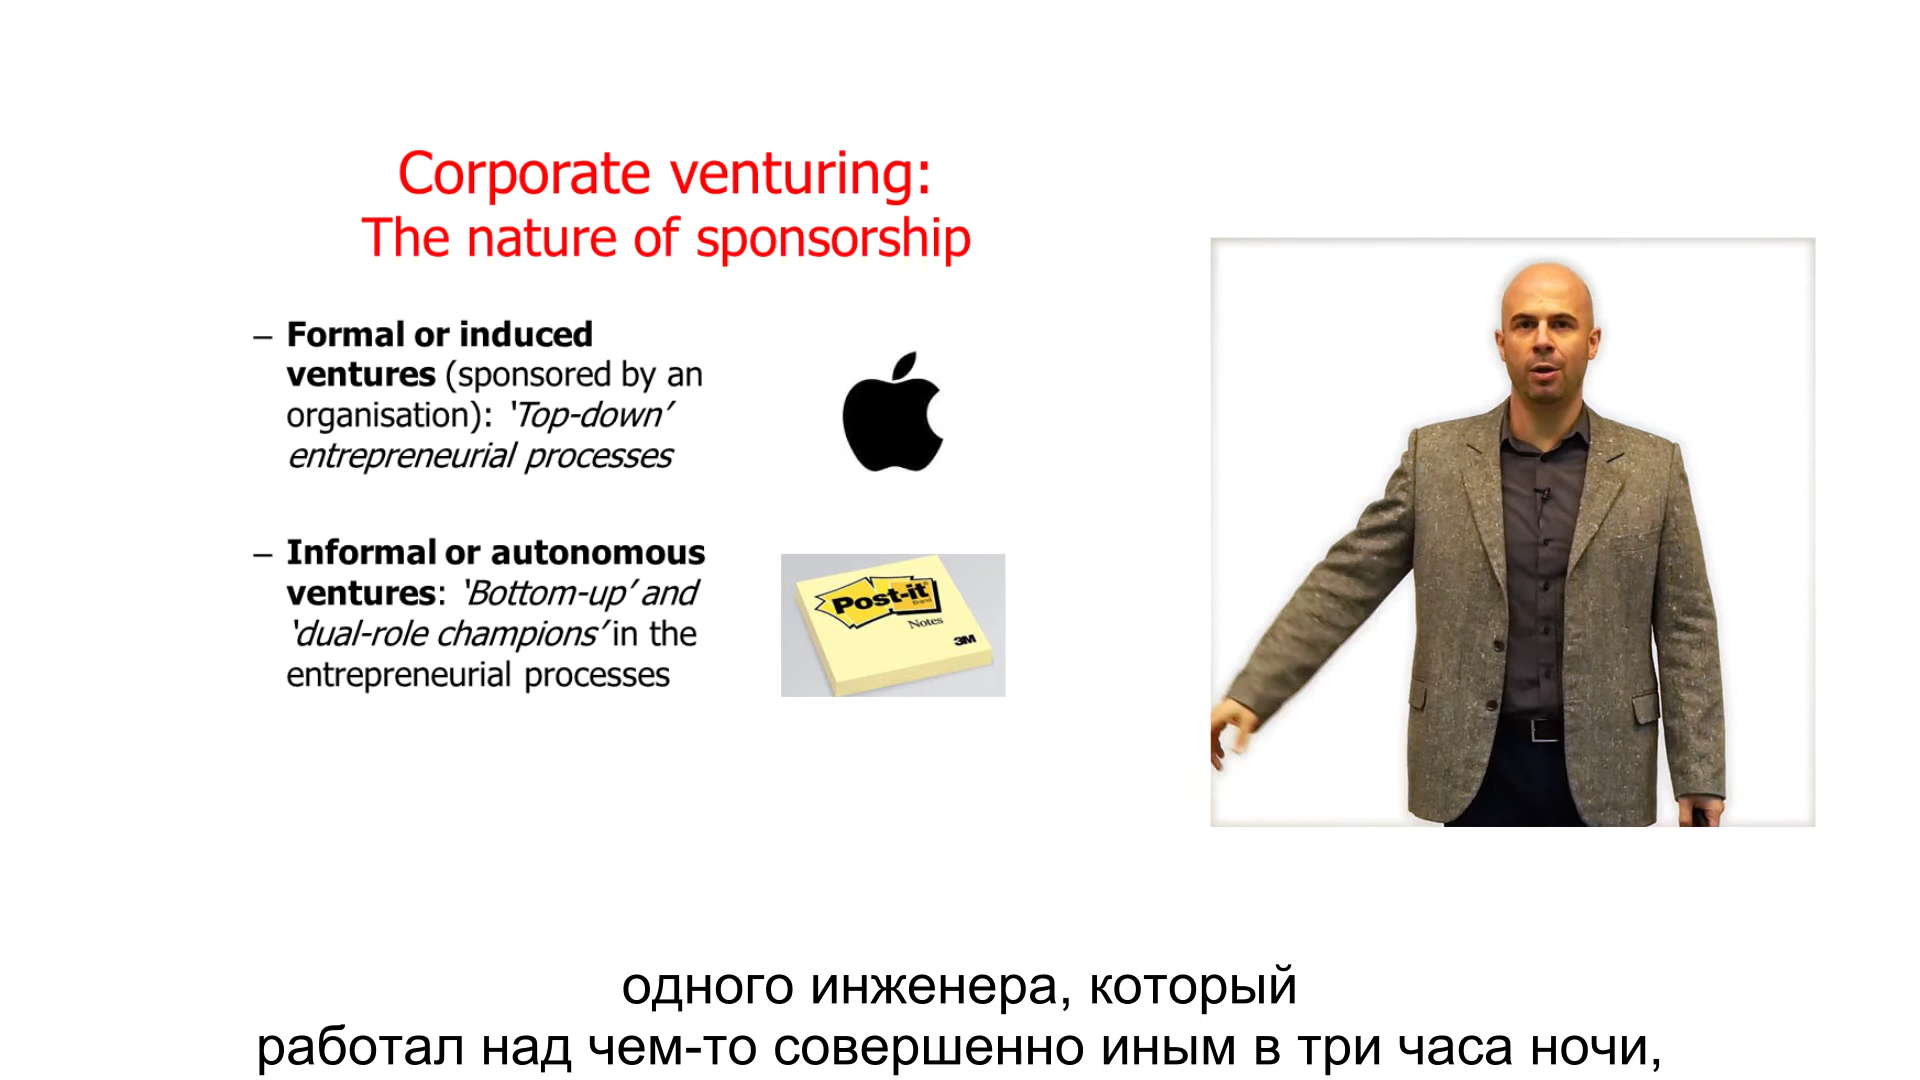 Corporate venturing:
The nature of sponsorship
– Formal or induced
ventures (sponsored by an
organisation): ‘Top-down’
entrepreneurial processes
– Informal or autonomous
ventures: ‘Bottom-up’ and
‘dual-role champions’ in the
entrepreneurial processes
Post-it®
Brand
Notes
3M
одного инженера, который
работал над чем-то совершенно иным в три часа ночи,